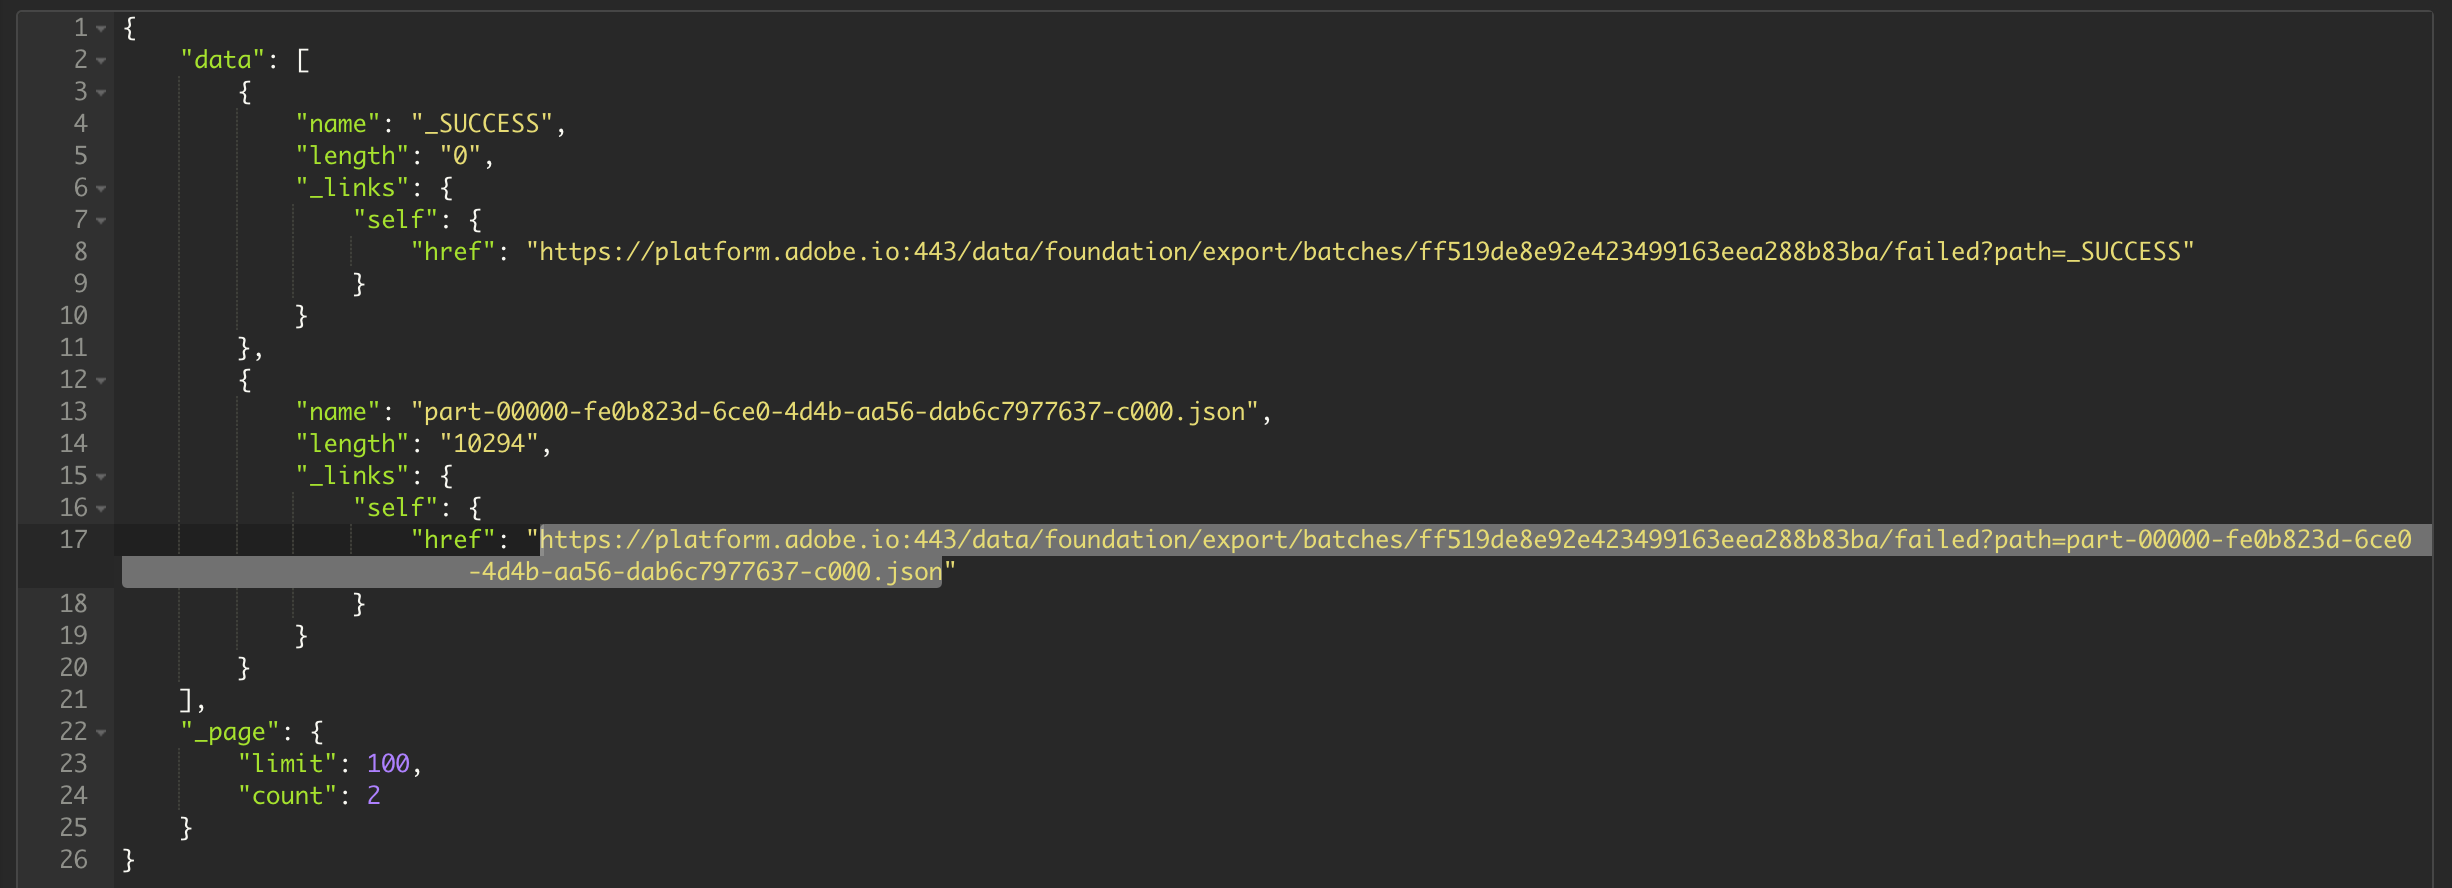 1 {
2 "data": [
3 {
4 "name": "_SUCCESS",
5 "length": "0",
6 "_links": {
7 "self": {
8 "href": "https://platform.adobe.io:443/data/foundation/export/batches/ff519de8e92e423499163eea288b83ba/failed?path=_SUCCESS"
9 }
10 }
11 },
12 {
13 "name": "part-00000-fe0b823d-6ce0-4d4b-aa56-dab6c7977637-c000.json",
14 "length": "10294",
15 "_links": {
16 "self": {
17 "href": "https://platform.adobe.io:443/data/foundation/export/batches/ff519de8e92e423499163eea288b83ba/failed?path=part-00000-fe0b823d-6ce0
-4d4b-aa56-dab6c7977637-c000.json"
18 }
19 }
20 }
21 ],
22 "_page": {
23 "limit": 100,
24 "count": 2
25 }
26 }